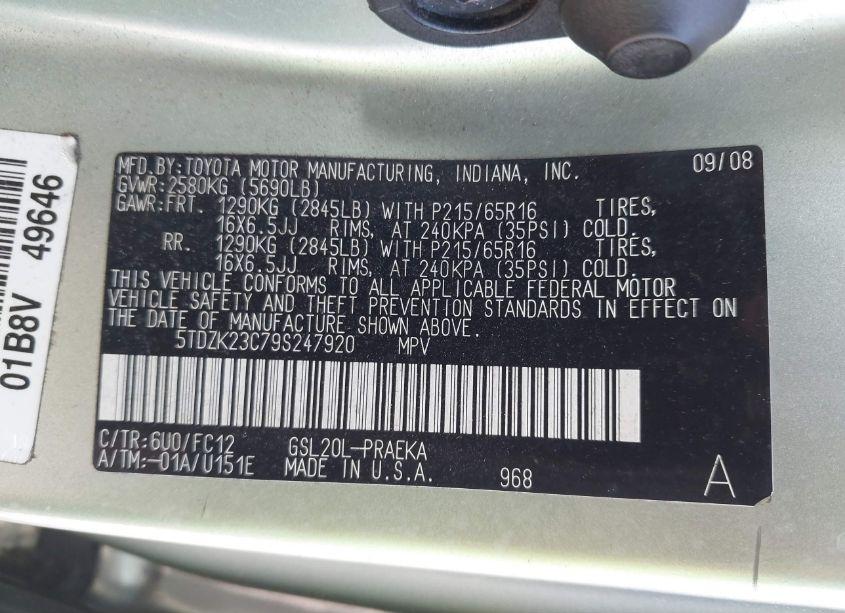 MFD.BY:TOYOTA MOTOR MANUFACTURING, INDIANA, INC. 09/08
GVWR:2580KG (5690LB)
GAWR:FRT. 1290KG (2845LB) WITH P215/65R16 TIRES,
16X6.5JJ RIMS, AT 240KPA (35PSI) COLD.
RR. 1290KG (2845LB) WITH P215/65R16 TIRES,
16X6.5JJ RIMS, AT 240KPA (35PSI) COLD.
THIS VEHICLE CONFORMS TO ALL APPLICABLE FEDERAL MOTOR
VEHICLE SAFETY AND THEFT PREVENTION STANDARDS IN EFFECT ON
THE DATE OF MANUFACTURE SHOWN ABOVE.
5TDZK23C79S247920 MPV
C/TR:6U0/FC12 GSL20L-PRAEKA
A/TM:-01A/U151E MADE IN U.S.A. 968 A
01B8V 49646